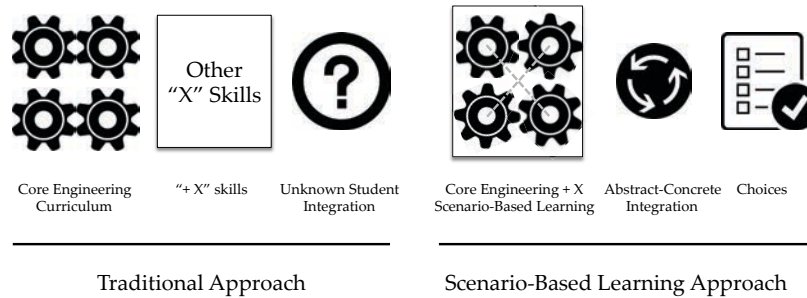 Other
“X” Skills
?
Core Engineering
Curriculum
“+ X” skills
Unknown Student
Integration
Core Engineering + X
Scenario-Based Learning
Abstract-Concrete
Integration
Choices
Traditional Approach
Scenario-Based Learning Approach